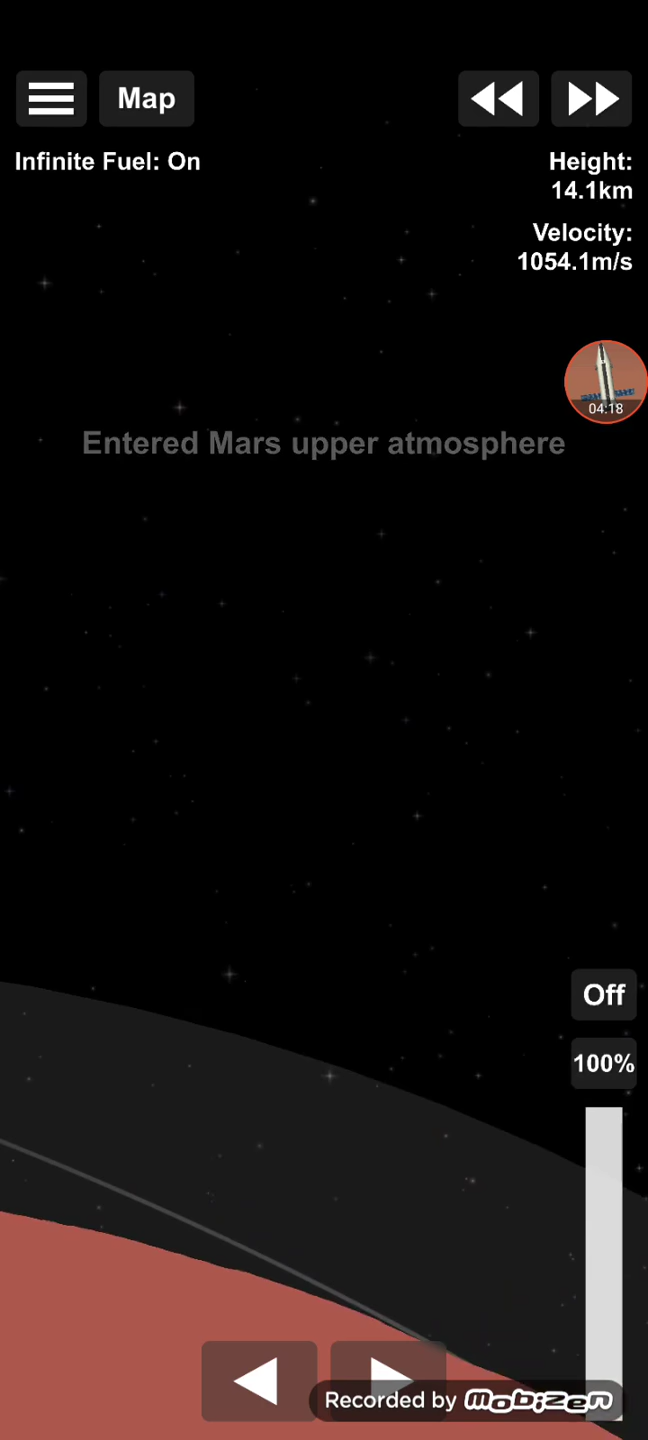 Map
Infinite Fuel: On
Height:
14.1km
Velocity:
1054.1m/s
04:18
Entered Mars upper atmosphere
Off
100%
Recorded by mobizen